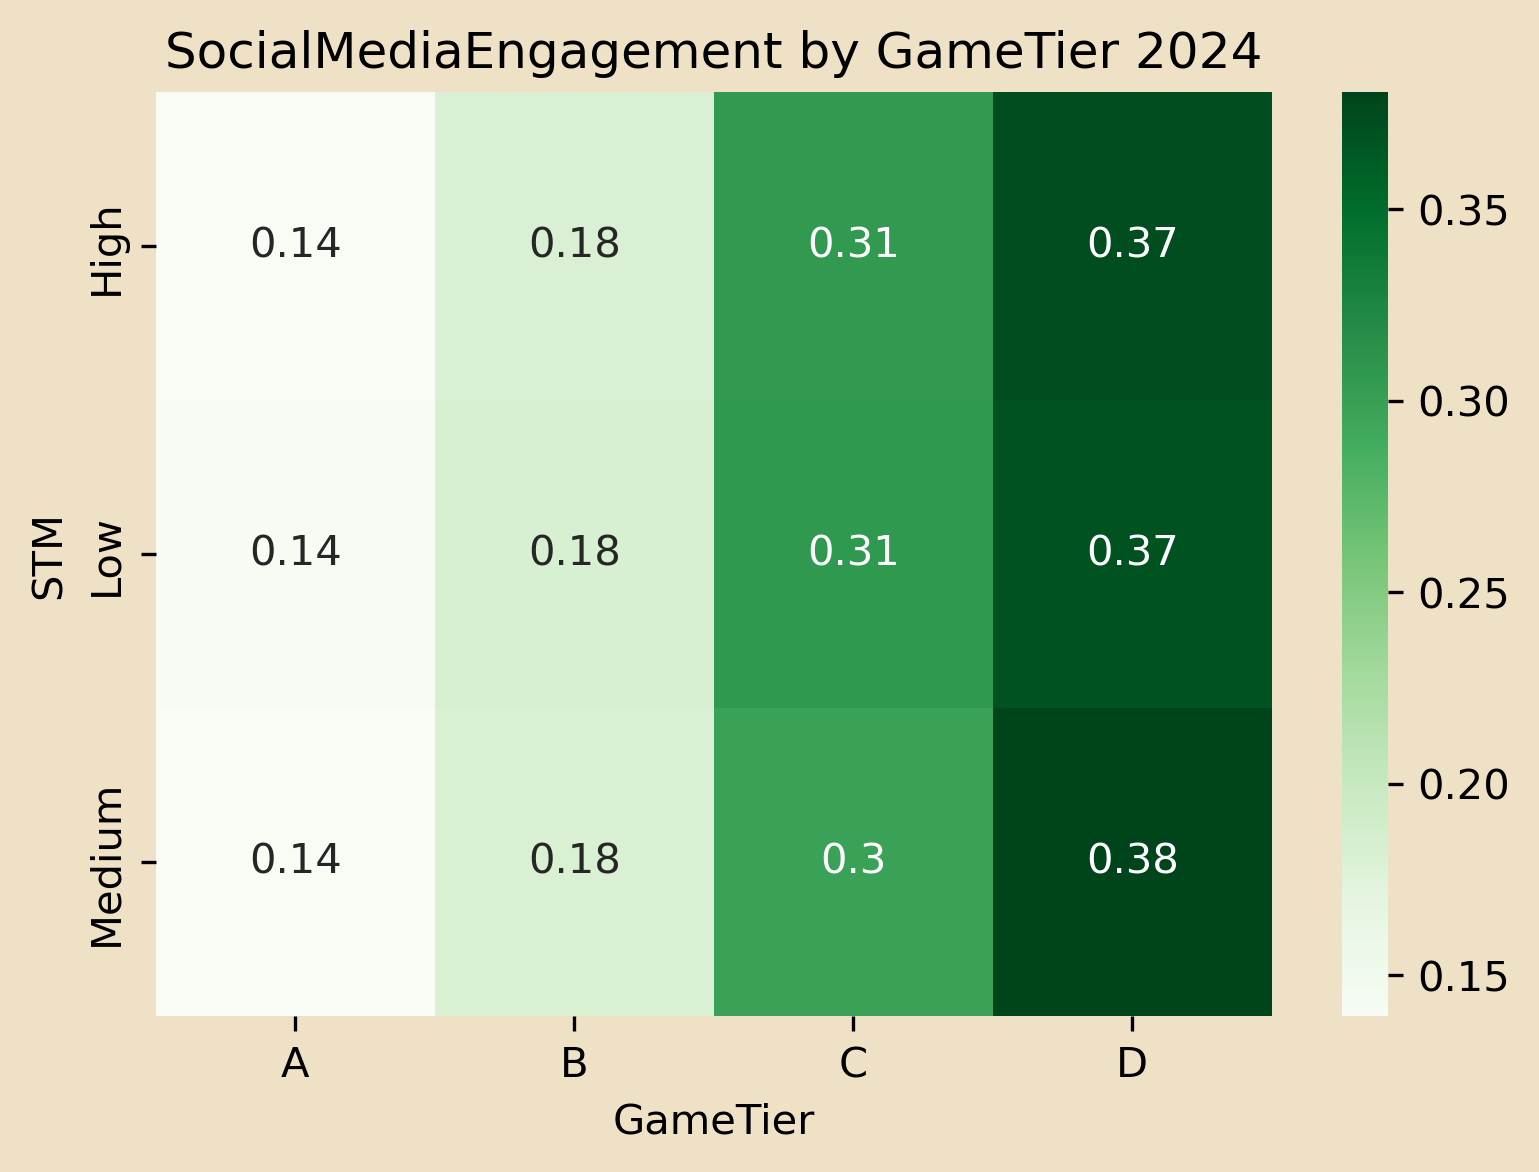 SocialMediaEngagement by GameTier 2024
STM
High
0.14 0.18 0.31 0.37
Low
0.14 0.18 0.31 0.37
Medium
0.14 0.18 0.3 0.38
A B C D
GameTier
0.35
0.30
0.25
0.20
0.15